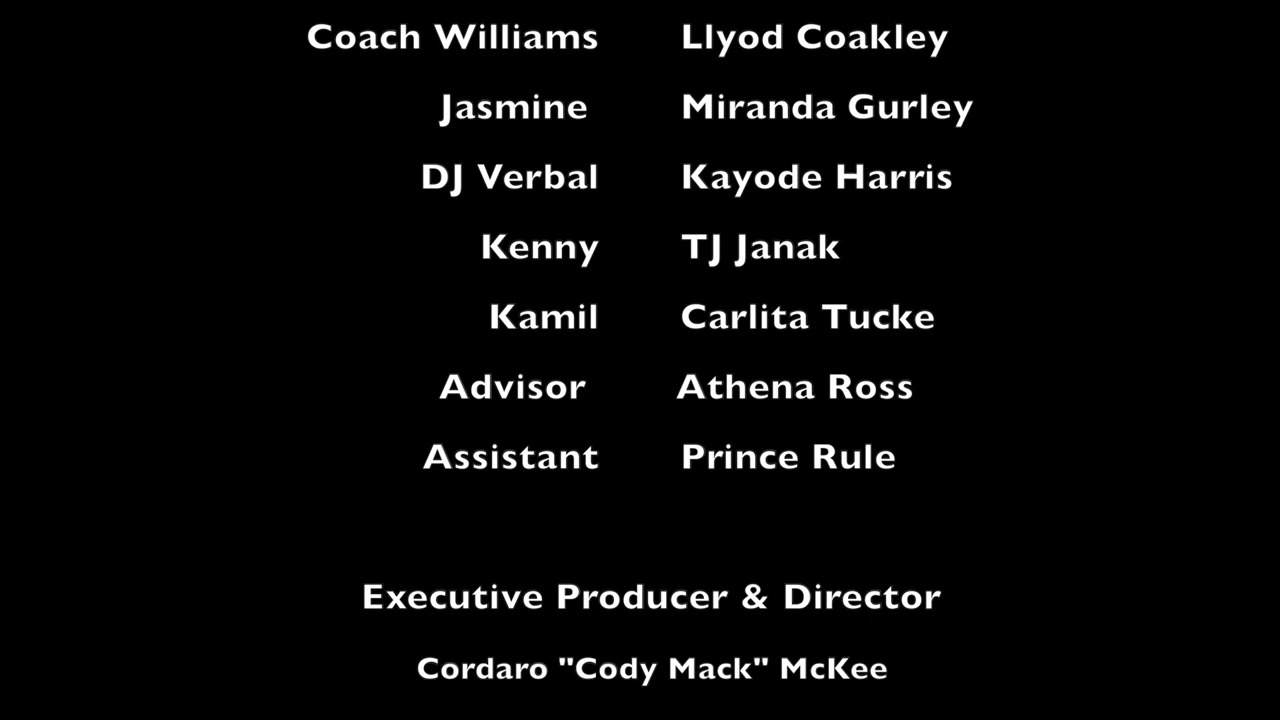 Coach Williams Llyod Coakley
Jasmine Miranda Gurley
DJ Verbal Kayode Harris
Kenny TJ Janak
Kamil Carlita Tucke
Advisor Athena Ross
Assistant Prince Rule
Executive Producer & Director
Cordaro "Cody Mack" McKee